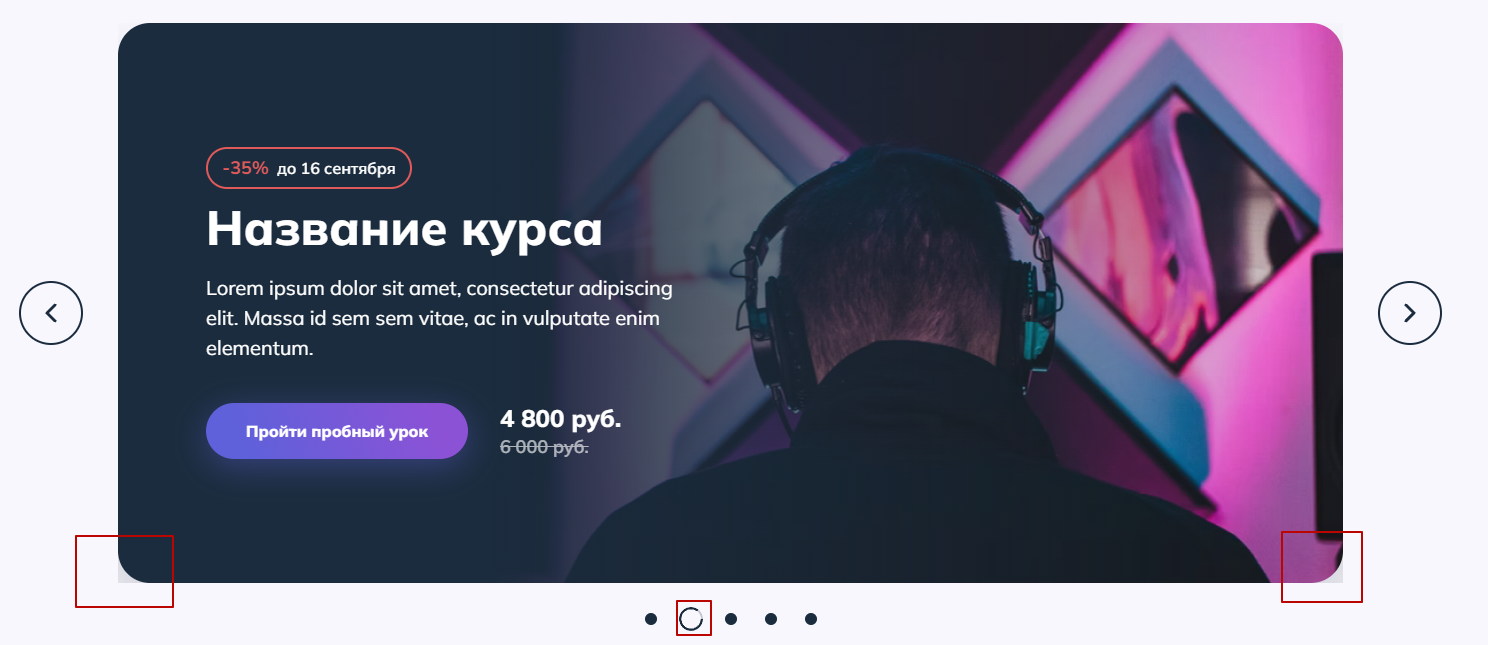 -35% до 16 сентября
Название курса
Lorem ipsum dolor sit amet, consectetur adipiscing
elit. Massa id sem sem vitae, ac in vulputate enim
elementum.
Пройти пробный урок
4 800 руб.
6 000 руб.